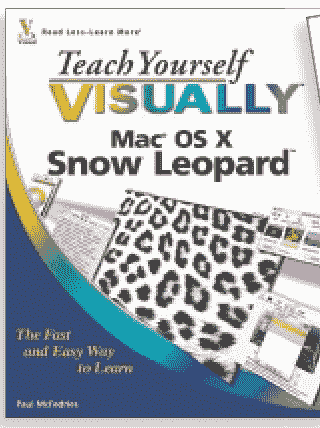 Read Less–Learn More®
Teach Yourself
VISUALLY™
Mac® OS X
Snow Leopard™
The Fast
and Easy Way
to Learn
Paul McFedries